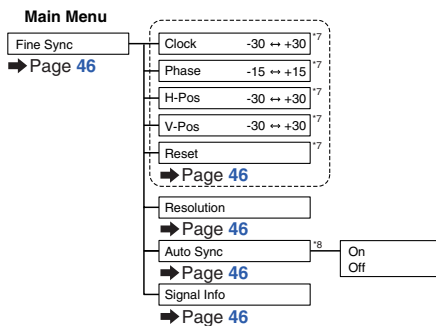 Main Menu
Fine Sync
➡Page 46
Clock -30 ↔ +30 *7
Phase -15 ↔ +15 *7
H-Pos -30 ↔ +30 *7
V-Pos -30 ↔ +30 *7
Reset *7
➡Page 46
Resolution
➡Page 46
Auto Sync *8
On
Off
➡Page 46
Signal Info
➡Page 46